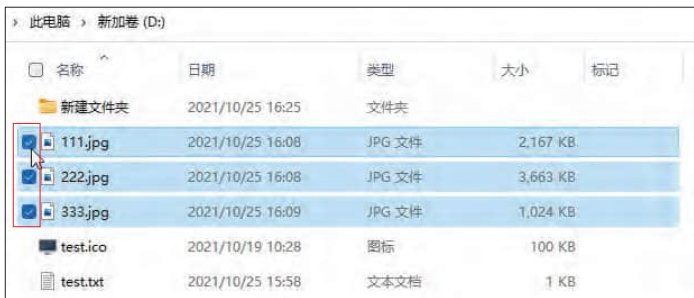 › 此电脑 › 新加卷 (D:)
名称 日期 类型 大小 标记
新建文件夹 2021/10/25 16:25 文件夹
111.jpg 2021/10/25 16:08 JPG 文件 2,167 KB
222.jpg 2021/10/25 16:08 JPG 文件 3,663 KB
333.jpg 2021/10/25 16:09 JPG 文件 1,024 KB
test.ico 2021/10/19 10:28 图标 100 KB
test.txt 2021/10/25 15:58 文本文档 1 KB